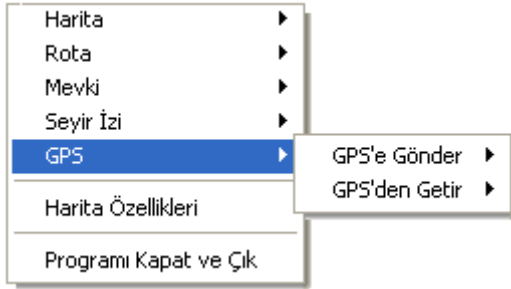 Harita
Rota
Mevki
Seyir İzi
GPS
GPS'e Gönder
GPS'den Getir
Harita Özellikleri
Programı Kapat ve Çık